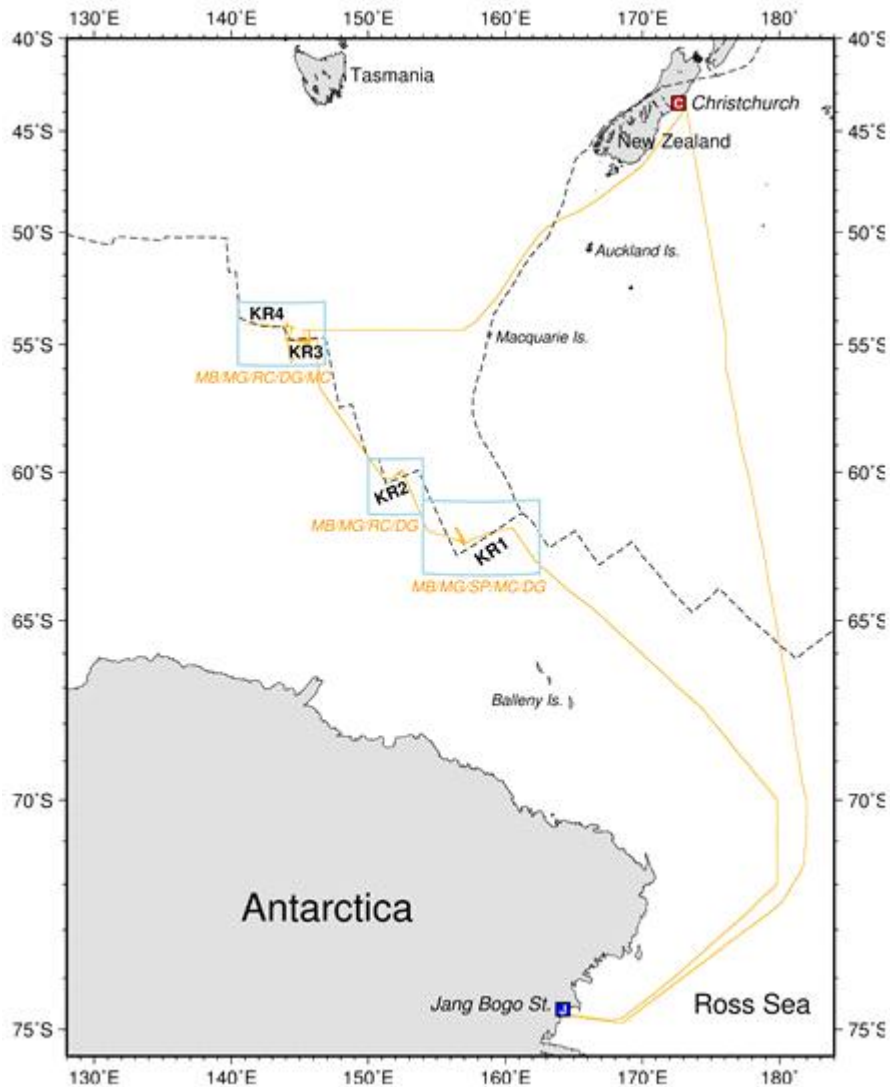 130°E 140°E 150°E 160°E 170°E 180°
40°S 40°S
Tasmania
C Christchurch
45°S 45°S
New Zealand
50°S 50°S
Auckland Is.
KR4
Macquarie Is.
55°S KR3 55°S
MB/MG/RC/DG/MC
60°S 60°S
KR2
MB/MG/RC/DG
KR1
MB/MG/SP/MC/DG
65°S 65°S
Balleny Is.
70°S 70°S
Antarctica
Jang Bogo St. J Ross Sea
75°S 75°S
130°E 140°E 150°E 160°E 170°E 180°